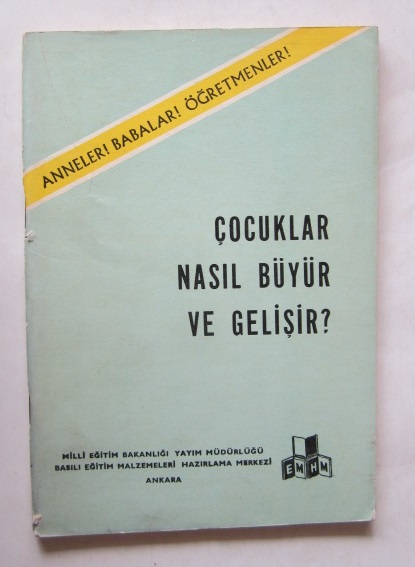 ANNELER! BABALAR! ÖĞRETMENLER!
ÇOCUKLAR
NASIL BÜYÜR
VE GELİŞİR?
MİLLİ EĞİTİM BAKANLIĞI YAYIM MÜDÜRLÜĞÜ
BASILI EĞİTİM MALZEMELERİ HAZIRLAMA MERKEZİ
ANKARA
EMHM